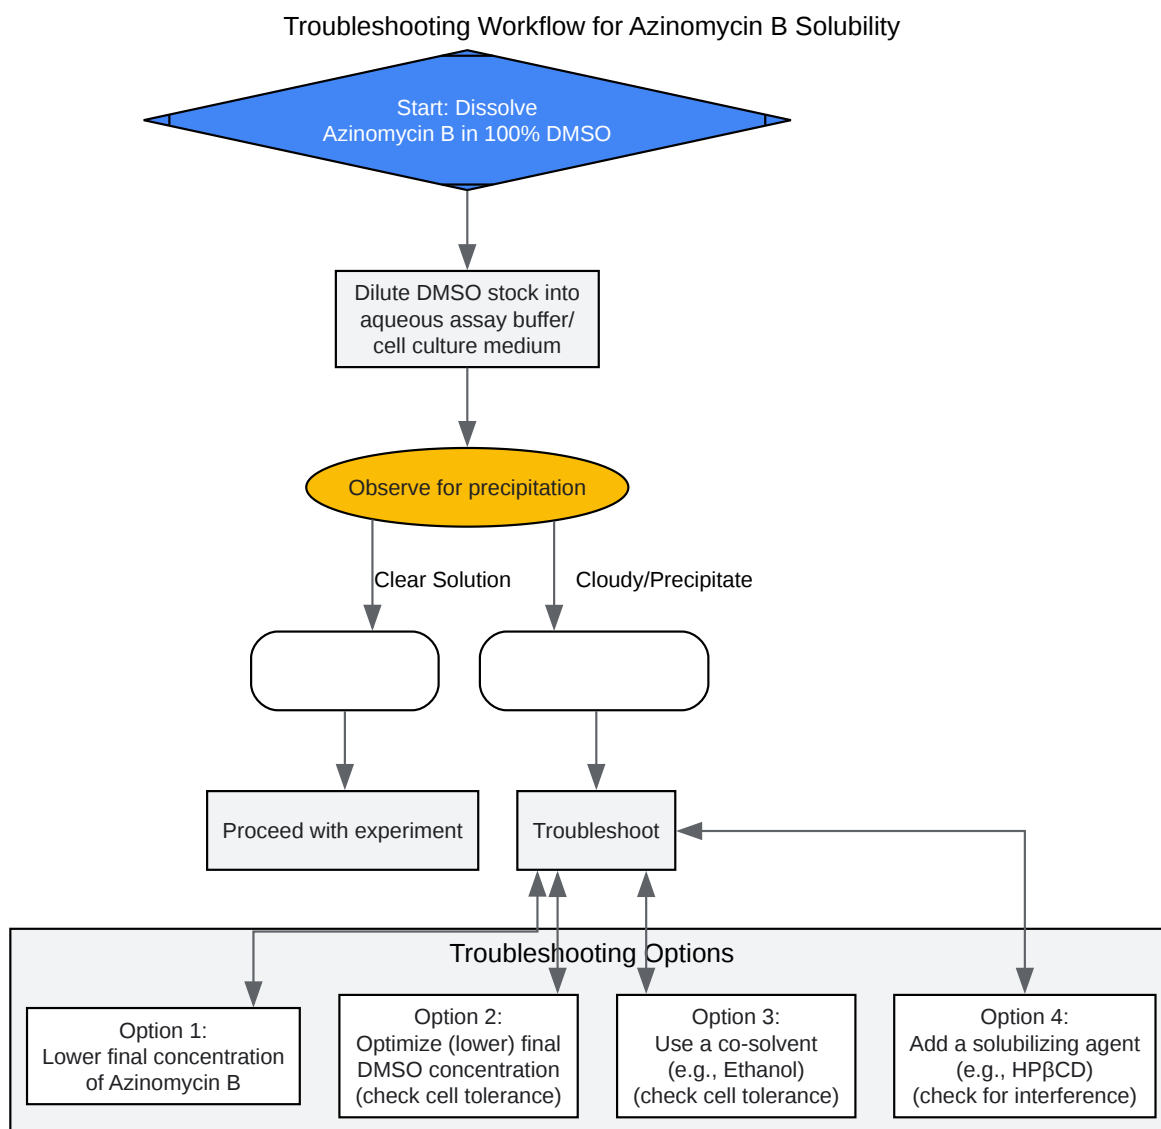 Troubleshooting Workflow for Azinomycin B Solubility
Start: Dissolve
Azinomycin B in 100% DMSO
Dilute DMSO stock into
aqueous assay buffer/
cell culture medium
Observe for precipitation
Clear Solution
Cloudy/Precipitate
Proceed with experiment
Troubleshoot
Troubleshooting Options
Option 1:
Lower final concentration
of Azinomycin B
Option 2:
Optimize (lower) final
DMSO concentration
(check cell tolerance)
Option 3:
Use a co-solvent
(e.g., Ethanol)
(check cell tolerance)
Option 4:
Add a solubilizing agent
(e.g., HPβCD)
(check for interference)